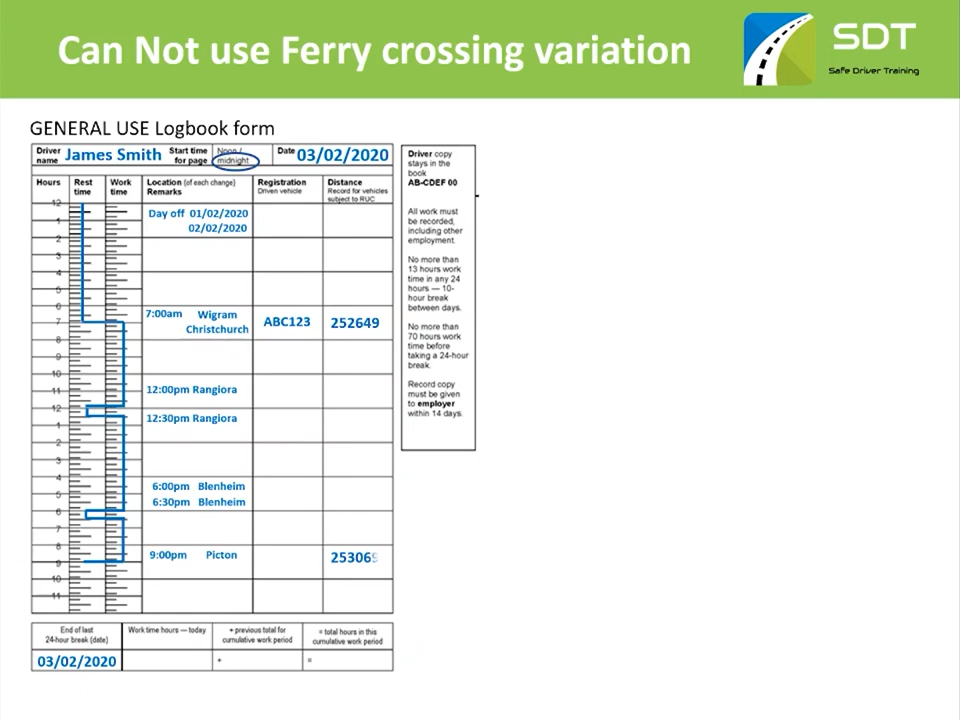 Can Not use Ferry crossing variation
SDT
Safe Driver Training
GENERAL USE Logbook form
Driver name James Smith Start time for page Noon / midnight Date 03/02/2020
Hours Rest time Work time Location (of each change) Remarks Registration Driven vehicle Distance Record for vehicles subject to RUC
12
Day off 01/02/2020
1
02/02/2020
2
3
4
5
6
7:00am Wigram
7 Christchurch ABC123 252649
8
9
10
11 12:00pm Rangiora
12
1 12:30pm Rangiora
2
3
4
6:00pm Blenheim
5 6:30pm Blenheim
6
7
8 9:00pm Picton 25306
9
10
11
End of last 24-hour break (date) Work time hours — today + previous total for cumulative work period = total hours in this cumulative work period
03/02/2020 + =
Driver copy
stays in the
book
AB-CDEF 00
All work must
be recorded,
including other
employment.
No more than
13 hours work
time in any 24
hours — 10-
hour break
between days.
No more than
70 hours work
time before
taking a 24-hour
break.
Record copy
must be given
to employer
within 14 days.